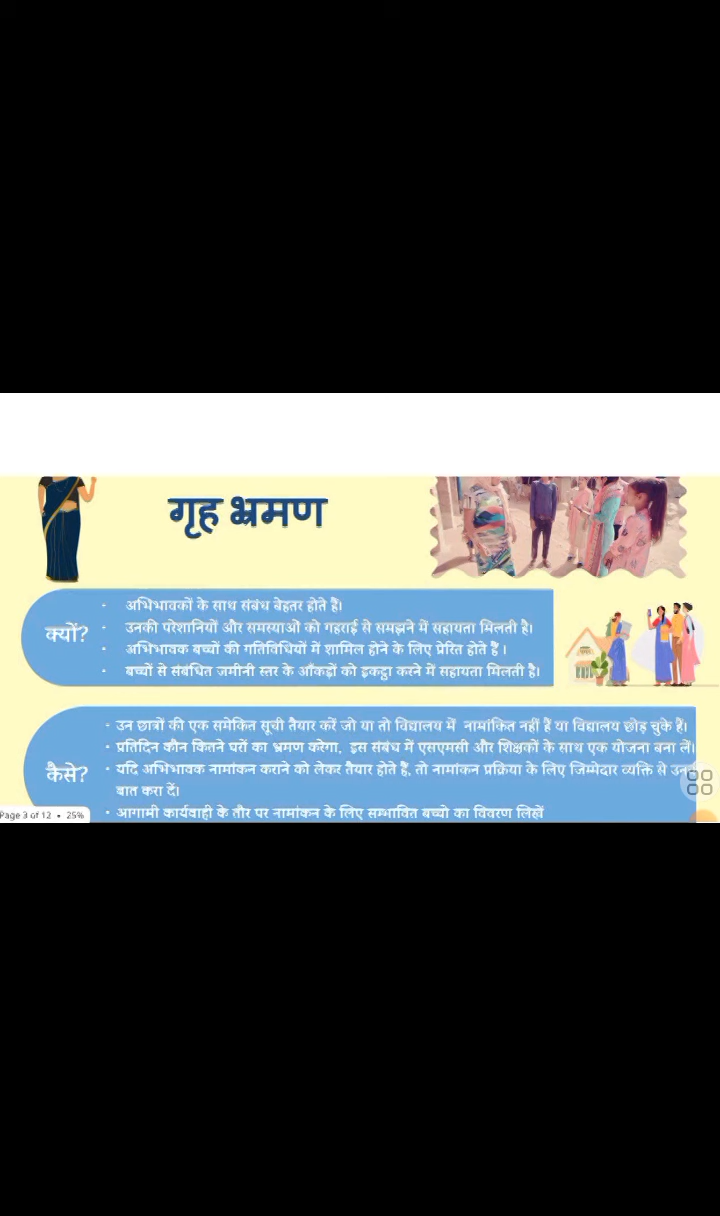 गृह भ्रमण
क्यों?
- अभिभावकों के साथ संबंध बेहतर होते हैं।
- उनकी परेशानियों और समस्याओं को गहराई से समझने में सहायता मिलती है।
- अभिभावक बच्चों की गतिविधियों में शामिल होने के लिए प्रेरित होते हैं ।
- बच्चों से संबंधित जमीनी स्तर के आँकड़ों को इकट्ठा करने में सहायता मिलती है।
कैसे?
• उन छात्रों की एक समेकित सूची तैयार करें जो या तो विद्यालय में नामांकित नहीं हैं या विद्यालय छोड़ चुके हैं।
• प्रतिदिन कौन कितने घरों का भ्रमण करेगा, इस संबंध में एसएमसी और शिक्षकों के साथ एक योजना बना लें।
• यदि अभिभावक नामांकन कराने को लेकर तैयार होते हैं, तो नामांकन प्रक्रिया के लिए जिम्मेदार व्यक्ति से
बात करा दें।
• आगामी कार्यवाही के तौर पर नामांकन के लिए सम्भावित बच्चो का विवरण लिखें
Page 3 of 12 • 25%